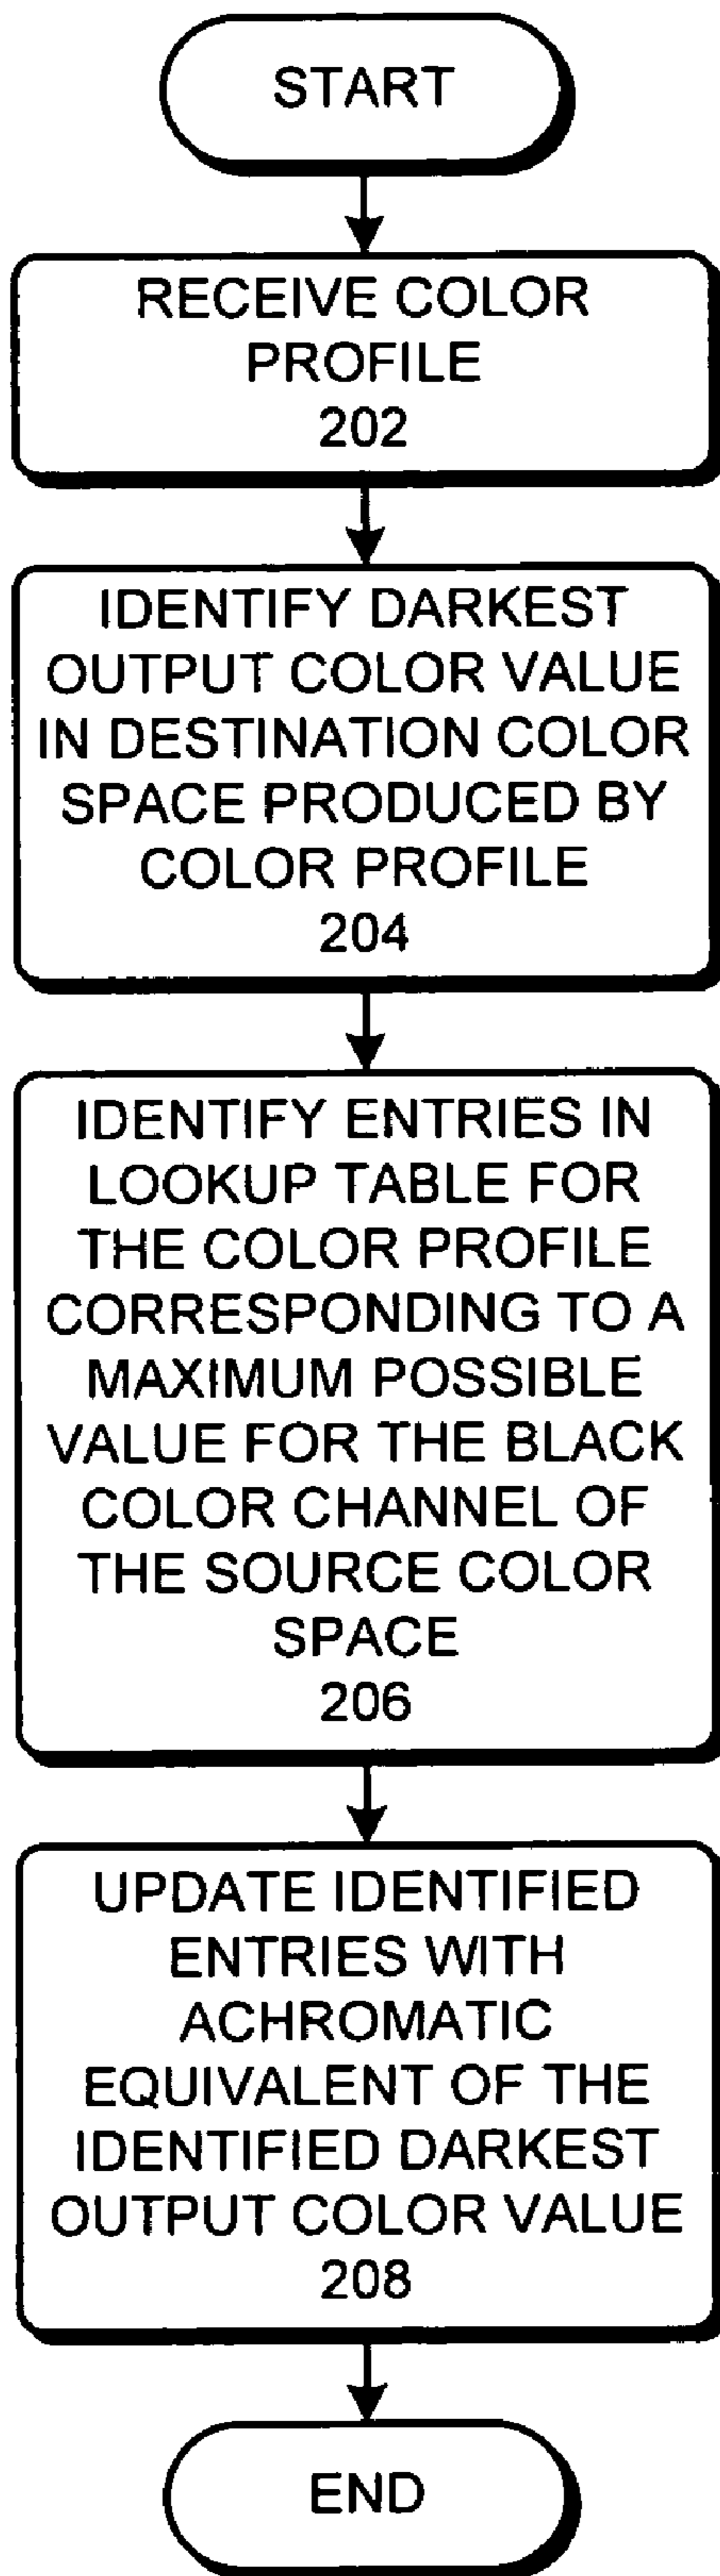 START
RECEIVE COLOR
PROFILE
202
IDENTIFY DARKEST
OUTPUT COLOR VALUE
IN DESTINATION COLOR
SPACE PRODUCED BY
COLOR PROFILE
204
IDENTIFY ENTRIES IN
LOOKUP TABLE FOR
THE COLOR PROFILE
CORRESPONDING TO A
MAXIMUM POSSIBLE
VALUE FOR THE BLACK
COLOR CHANNEL OF
THE SOURCE COLOR
SPACE
206
UPDATE IDENTIFIED
ENTRIES WITH
ACHROMATIC
EQUIVALENT OF THE
IDENTIFIED DARKEST
OUTPUT COLOR VALUE
208
END